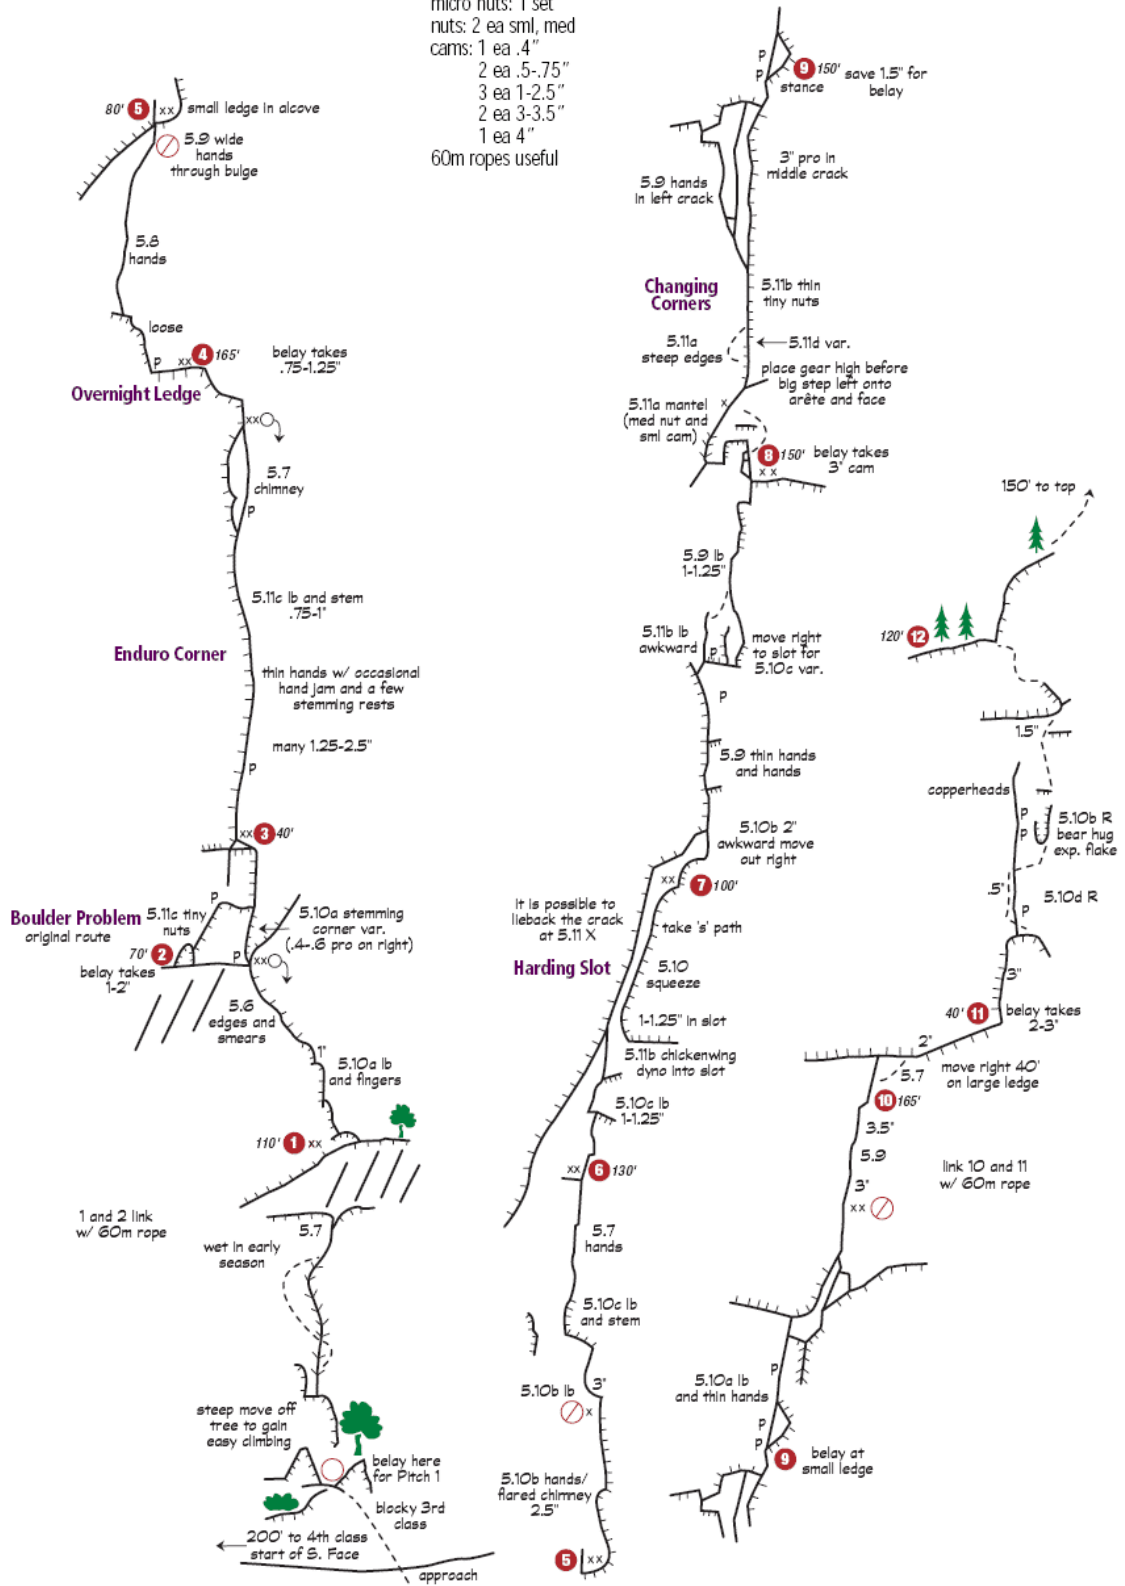 micro nuts: 1 set
nuts: 2 ea sml, med
cams: 1 ea .4"
2 ea .5-.75"
3 ea 1-2.5"
2 ea 3-3.5"
1 ea 4"
60m ropes useful
80' 5 xx small ledge in alcove
5.9 wide
hands
through bulge
5.8
hands
loose
P xx 4 165'
belay takes
.75-1.25"
Overnight Ledge
xx
5.7
chimney
P
5.11c lb and stem
.75-1"
Enduro Corner
thin hands w/ occasional
hand jam and a few
stemming rests
many 1.25-2.5"
P
xx 3 40'
P
Boulder Problem
original route
5.11c tiny
nuts
5.10a stemming
corner var.
(.4-.6 pro on right)
70' 2
P
xx
belay takes
1-2"
5.6
edges and
smears
1"
5.10a lb
and fingers
110' 1 xx
1 and 2 link
w/ 60m rope
5.7
wet in early
season
steep move off
tree to gain
easy climbing
belay here
for Pitch 1
blocky 3rd
class
200' to 4th class
start of S. Face
approach
P
P
9 150'
stance
save 1.5" for
belay
3" pro in
middle crack
5.9 hands
in left crack
Changing
Corners
5.11b thin
tiny nuts
5.11a
steep edges
5.11d var.
place gear high before
big step left onto
arête and face
x
5.11a mantel
(med nut and
sml cam)
8 150'
xx
belay takes
3" cam
5.9 lb
1-1.25"
5.11b lb
awkward
P
move right
to slot for
5.10c var.
P
5.9 thin hands
and hands
5.10b 2"
awkward move
out right
xx 7 100'
it is possible to
lieback the crack
at 5.11 X
take 's' path
Harding Slot
5.10
squeeze
1-1.25" in slot
5.11b chickenwing
dyno into slot
5.10c lb
1-1.25"
xx 6 130'
5.7
hands
5.10c lb
and stem
3"
5.10b lb
x
5.10b hands/
flared chimney
2.5"
5 xx
150' to top
120' 12
1.5"
copperheads
P
P
5.10b R
bear hug
exp. flake
.5"
5.10d R
P
3"
40' 11
belay takes
2-3"
2"
5.7
move right 40'
on large ledge
10 165'
3.5"
5.9
3"
xx
link 10 and 11
w/ 60m rope
P
5.10a lb
and thin hands
P
P
9
belay at
small ledge